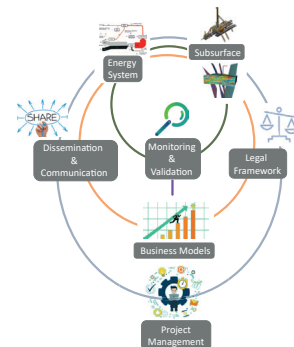 Energy
System
Subsurface
SHARE
Dissemination
&
Communication
Monitoring
&
Validation
Legal
Framework
Business Models
Project
Management